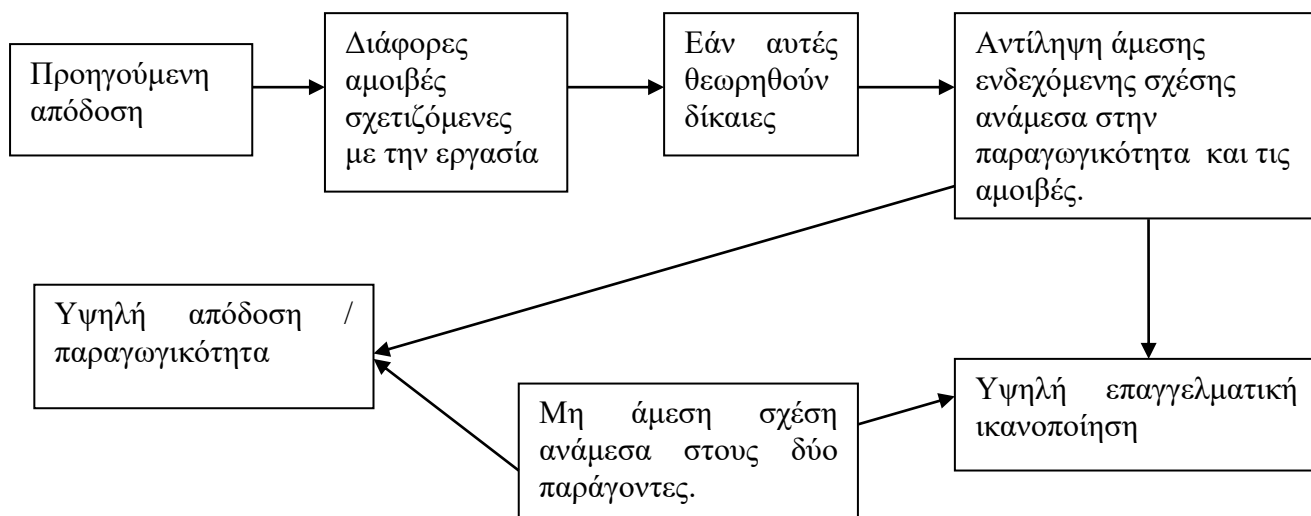 Προηγούμενη
απόδοση
Διάφορες
αμοιβές
σχετιζόμενες
με την εργασία
Εάν αυτές
θεωρηθούν
δίκαιες
Αντίληψη άμεσης
ενδεχόμενης σχέσης
ανάμεσα στην
παραγωγικότητα και τις
αμοιβές.
Υψηλή απόδοση /
παραγωγικότητα
Μη άμεση σχέση
ανάμεσα στους δύο
παράγοντες.
Υψηλή επαγγελματική
ικανοποίηση